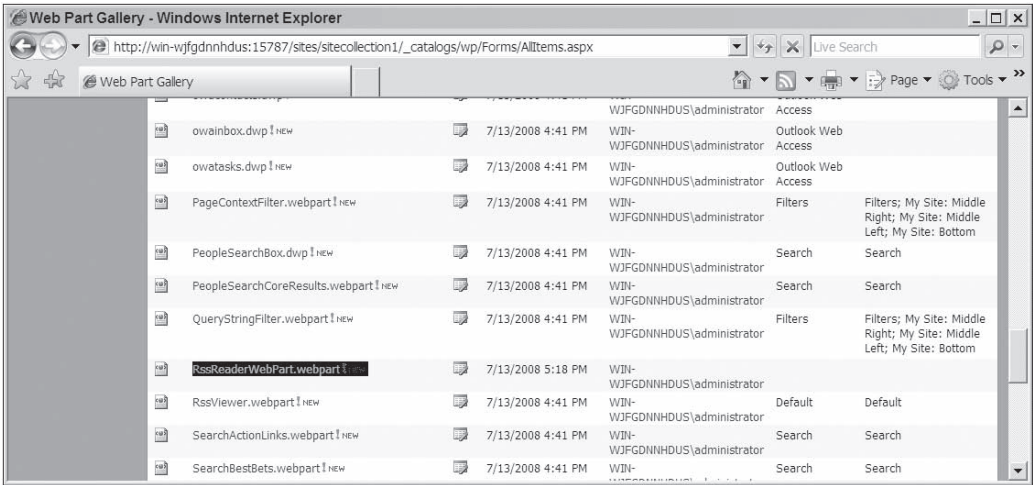 Web Part Gallery - Windows Internet Explorer
http://win-wjfgdnnhdus:15787/sites/sitecollection1/_catalogs/wp/Forms/AllItems.aspx
Live Search
Web Part Gallery
Page
Tools
WJFGDNNHDUS\administrator Access
owainbox.dwp NEW 7/13/2008 4:41 PM WIN- Outlook Web
WJFGDNNHDUS\administrator Access
owatasks.dwp NEW 7/13/2008 4:41 PM WIN- Outlook Web
WJFGDNNHDUS\administrator Access
PageContextFilter.webpart NEW 7/13/2008 4:41 PM WIN- Filters Filters; My Site: Middle
WJFGDNNHDUS\administrator Right; My Site: Middle
Left; My Site: Bottom
PeopleSearchBox.dwp NEW 7/13/2008 4:41 PM WIN- Search Search
WJFGDNNHDUS\administrator
PeopleSearchCoreResults.webpart NEW 7/13/2008 4:41 PM WIN- Search Search
WJFGDNNHDUS\administrator
QueryStringFilter.webpart NEW 7/13/2008 4:41 PM WIN- Filters Filters; My Site: Middle
WJFGDNNHDUS\administrator Right; My Site: Middle
Left; My Site: Bottom
RssReaderWebPart.webpart NEW 7/13/2008 5:18 PM WIN-
WJFGDNNHDUS\administrator
RssViewer.webpart NEW 7/13/2008 4:41 PM WIN- Default Default
WJFGDNNHDUS\administrator
SearchActionLinks.webpart NEW 7/13/2008 4:41 PM WIN- Search Search
WJFGDNNHDUS\administrator
SearchBestBets.webpart NEW 7/13/2008 4:41 PM WIN- Search Search